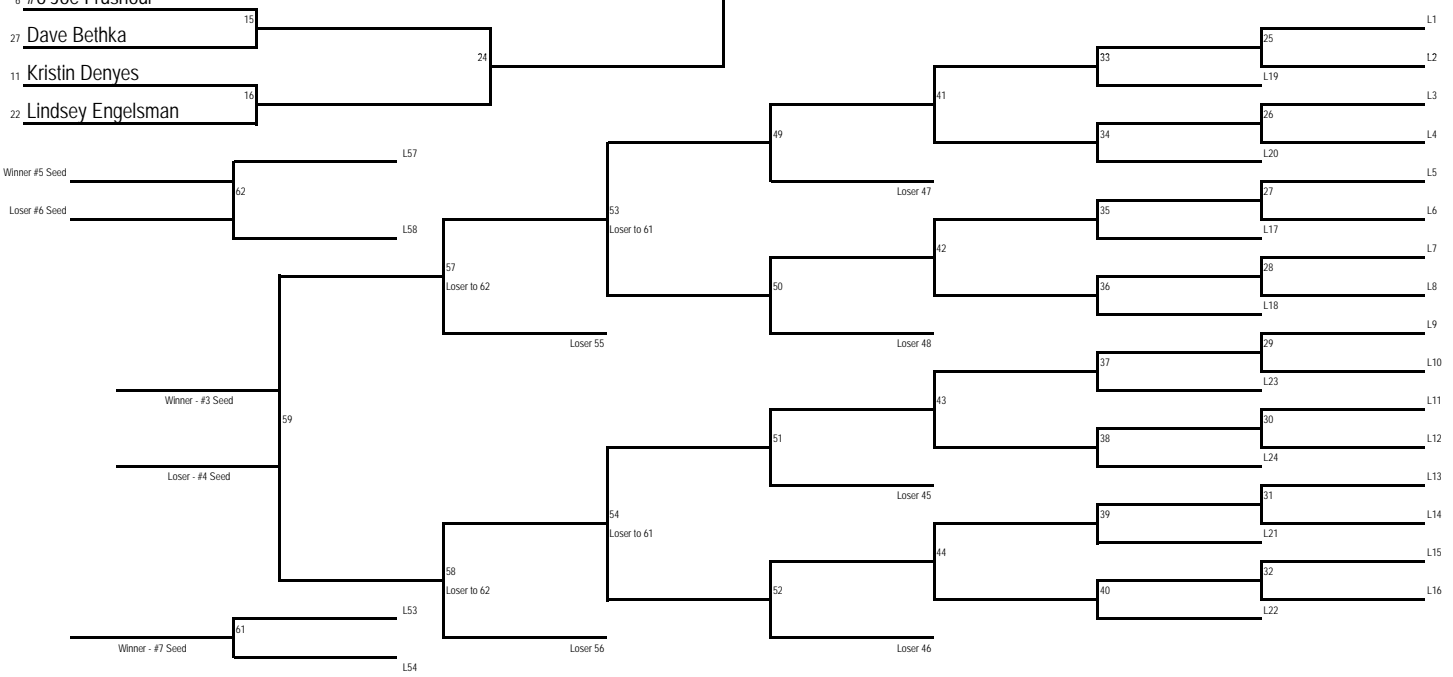 15
27 Dave Bethka
24
11 Kristin Denyes
16
22 Lindsey Engelsman
L1
25
L2
33
L19
41
L3
26
L4
34
L20
49
Loser 47
L57
Winner #5 Seed
62
Loser #6 Seed
L58
53
Loser to 61
L5
27
L6
35
L17
42
L7
28
L8
36
L18
50
Loser 48
57
Loser to 62
Loser 55
L9
29
L10
37
L23
43
L11
30
L12
38
L24
51
Loser 45
Winner - #3 Seed
59
Loser - #4 Seed
54
Loser to 61
L13
31
L14
39
L21
44
L15
32
L16
40
L22
52
Loser 46
58
Loser to 62
Loser 56
L53
61
Winner - #7 Seed
L54